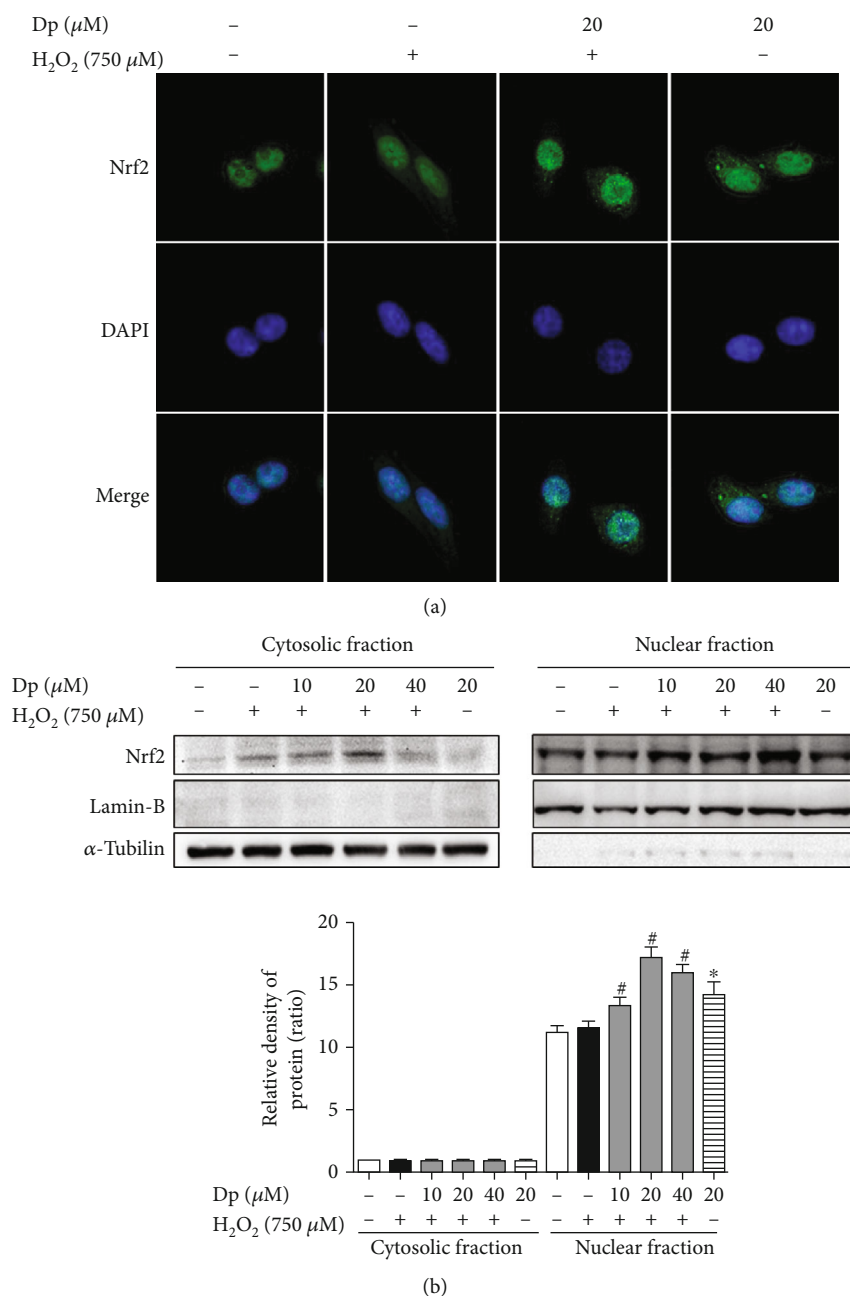 Dp (μM) – – 20 20
H₂O₂ (750 μM) – + + –
Nrf2
DAPI
Merge
(a)
Cytosolic fraction Nuclear fraction
Dp (μM) – – 10 20 40 20 – – 10 20 40 20
H₂O₂ (750 μM) – + + + + – – + + + + –
Nrf2
Lamin-B
α-Tubilin
20
15
10
5
0
Relative density of
protein (ratio)
# # # *
Dp (μM) – – 10 20 40 20 – – 10 20 40 20
H₂O₂ (750 μM) – + + + + – – + + + + –
Cytosolic fraction Nuclear fraction
(b)